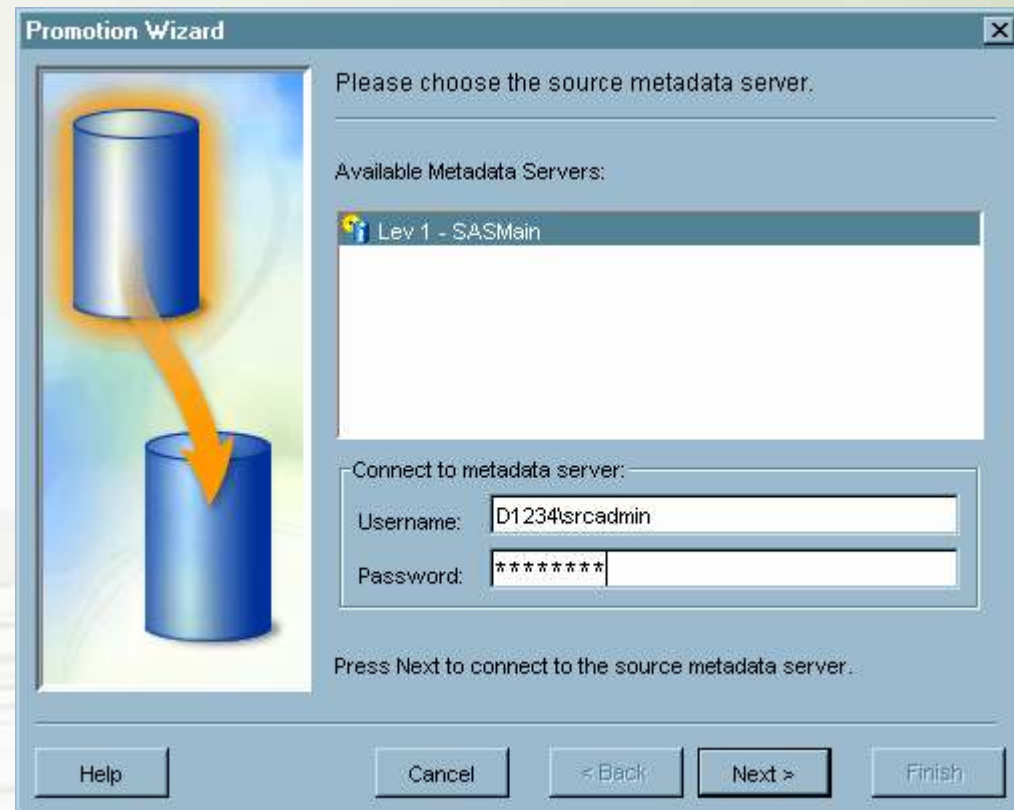 Promotion Wizard
Please choose the source metadata server.
Available Metadata Servers:
Lev 1 - SASMain
Connect to metadata server:
Username: D1234\srcadmin
Password: ********
Press Next to connect to the source metadata server.
Help Cancel < Back Next > Finish